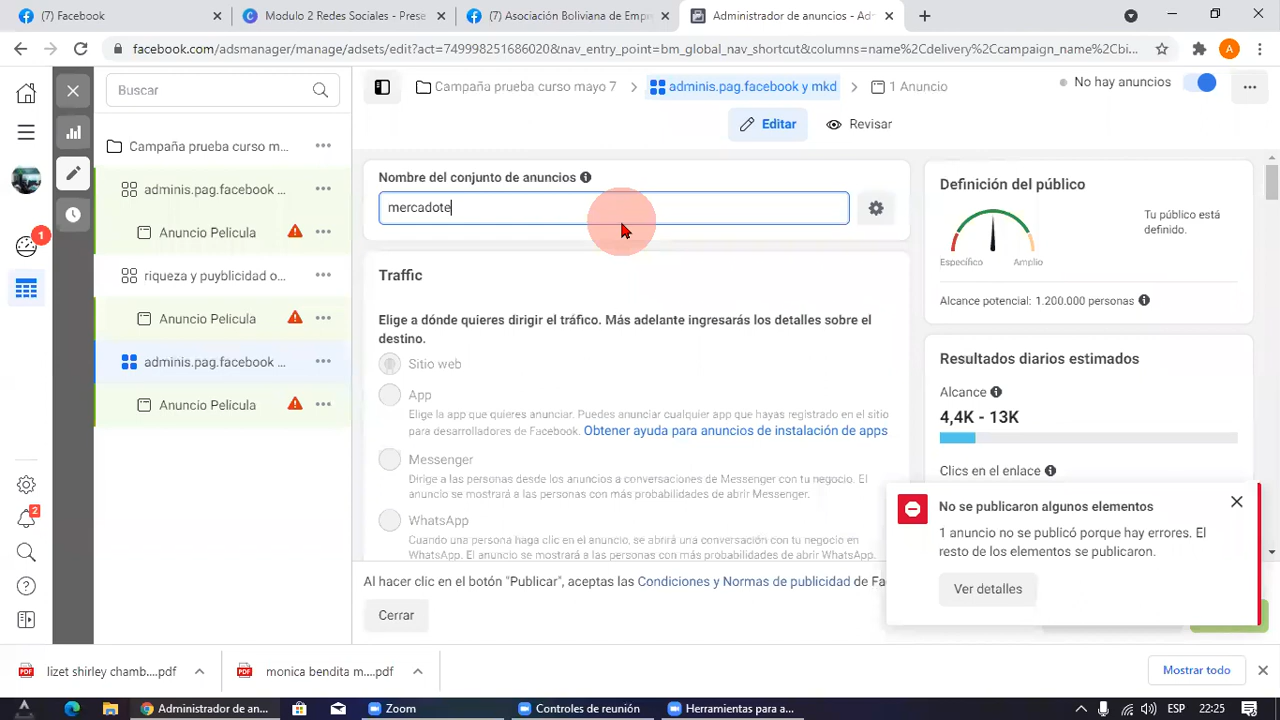 (7) Facebook
Modulo 2 Redes Sociales - Prese
(7) Asociación Boliviana de Empr
Administrador de anuncios - Adm
facebook.com/adsmanager/manage/adsets/edit?act=749998251686020&nav_entry_point=bm_global_nav_shortcut&columns=name%2Cdelivery%2Ccampaign_name%2Cbi...
A
Buscar
Campaña prueba curso mayo 7
adminis.pag.facebook y mkd
1 Anuncio
No hay anuncios
Editar
Revisar
Campaña prueba curso m...
adminis.pag.facebook ...
Anuncio Película
riqueza y puyblicidad o...
Anuncio Película
adminis.pag.facebook ...
Anuncio Película
1
2
Nombre del conjunto de anuncios
mercadote
Traffic
Elige a dónde quieres dirigir el tráfico. Más adelante ingresarás los detalles sobre el
destino.
Sitio web
App
Elige la app que quieres anunciar. Puedes anunciar cualquier app que hayas registrado en el sitio
para desarrolladores de Facebook. Obtener ayuda para anuncios de instalación de apps
Messenger
Dirige a las personas desde los anuncios a conversaciones de Messenger con tu negocio. El
anuncio se mostrará a las personas con más probabilidades de abrir Messenger.
WhatsApp
Cuando una persona haga clic en el anuncio, se abrirá una conversación con tu negocio en
WhatsApp. El anuncio se mostrará a las personas con más probabilidades de abrir WhatsApp.
Al hacer clic en el botón "Publicar", aceptas las Condiciones y Normas de publicidad de Fa
Cerrar
Definición del público
Tu público está
definido.
Específico
Amplio
Alcance potencial: 1.200.000 personas
Resultados diarios estimados
Alcance
4,4K - 13K
Clics en el enlace
No se publicaron algunos elementos
1 anuncio no se publicó porque hay errores. El
resto de los elementos se publicaron.
Ver detalles
lizet shirley chamb....pdf
monica bendita m....pdf
Mostrar todo
Administrador de an...
Zoom
Controles de reunión
Herramientas para a...
ESP
22:25